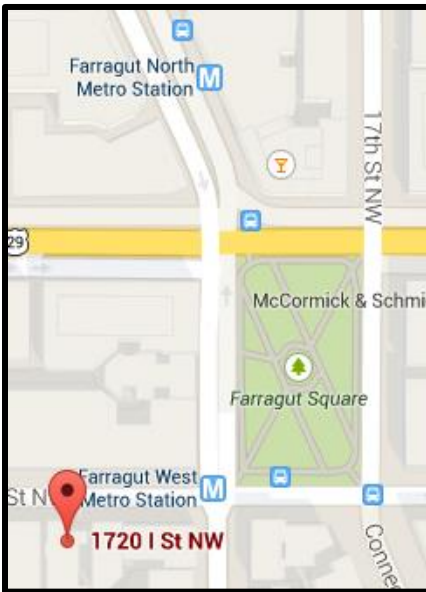 Farragut North
Metro Station
M
17th St NW
29
McCormick & Schmi
Farragut Square
Farragut West
Metro Station
M
St N
1720 I St NW
Conne